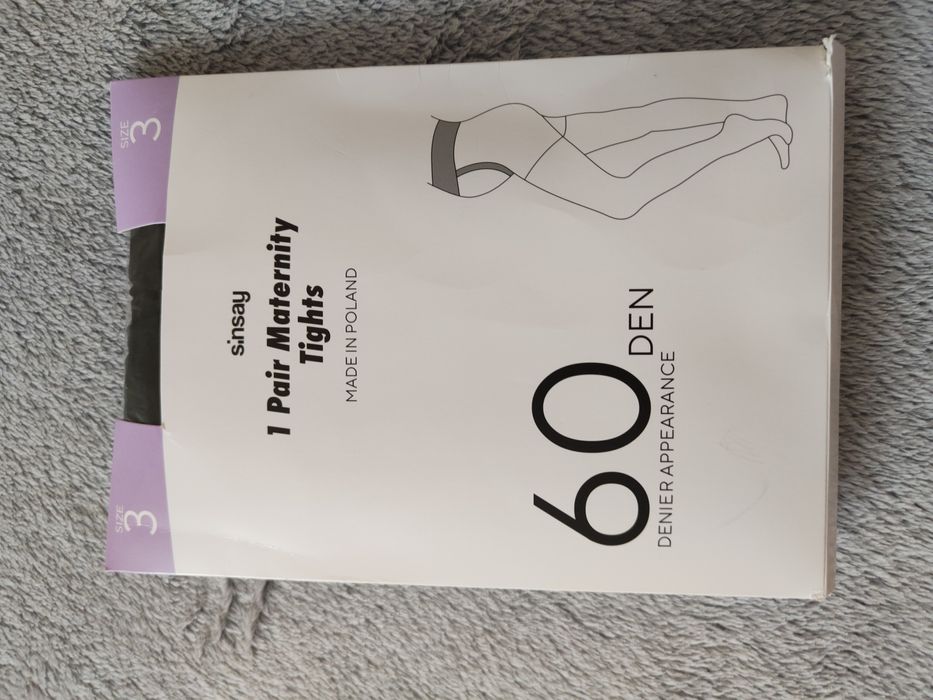 SIZE
3
SIZE
3
sinsay
1 Pair Maternity
Tights
MADE IN POLAND
60 DEN
DENIER APPEARANCE